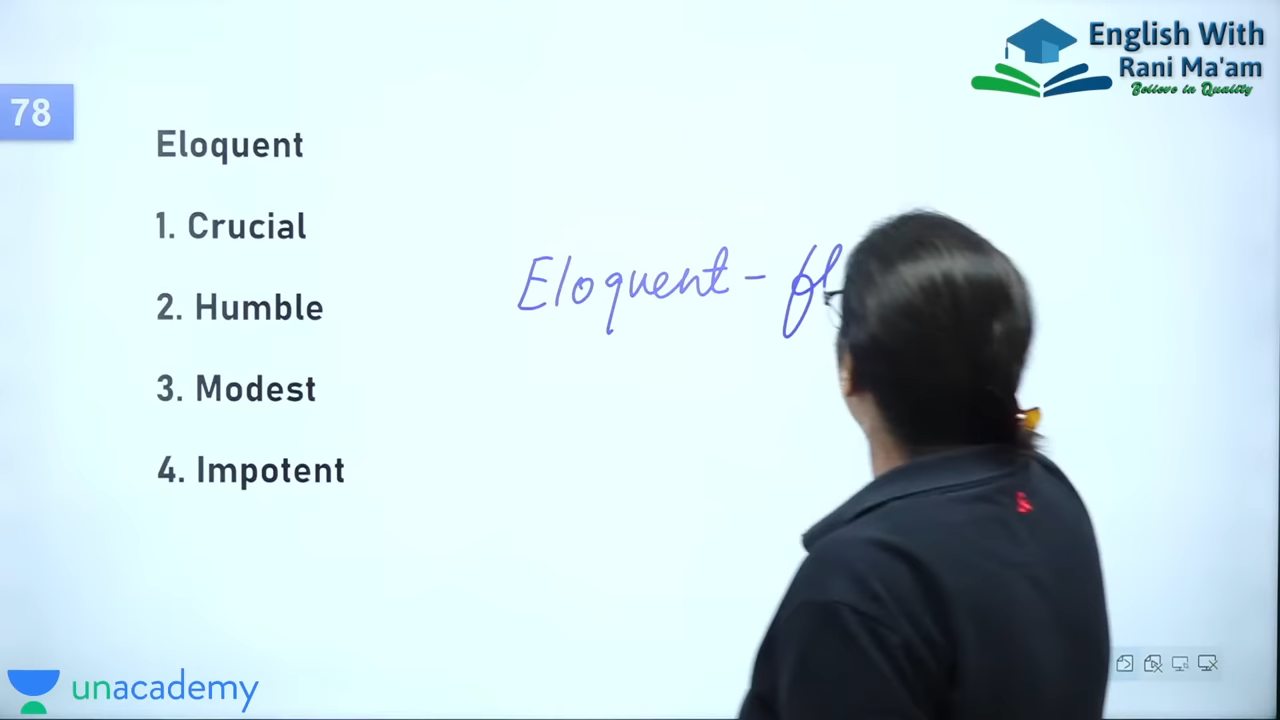 English With
Rani Ma'am
Believe in Quality
78
Eloquent
1. Crucial
2. Humble
3. Modest
4. Impotent
Eloquent - fl
unacademy